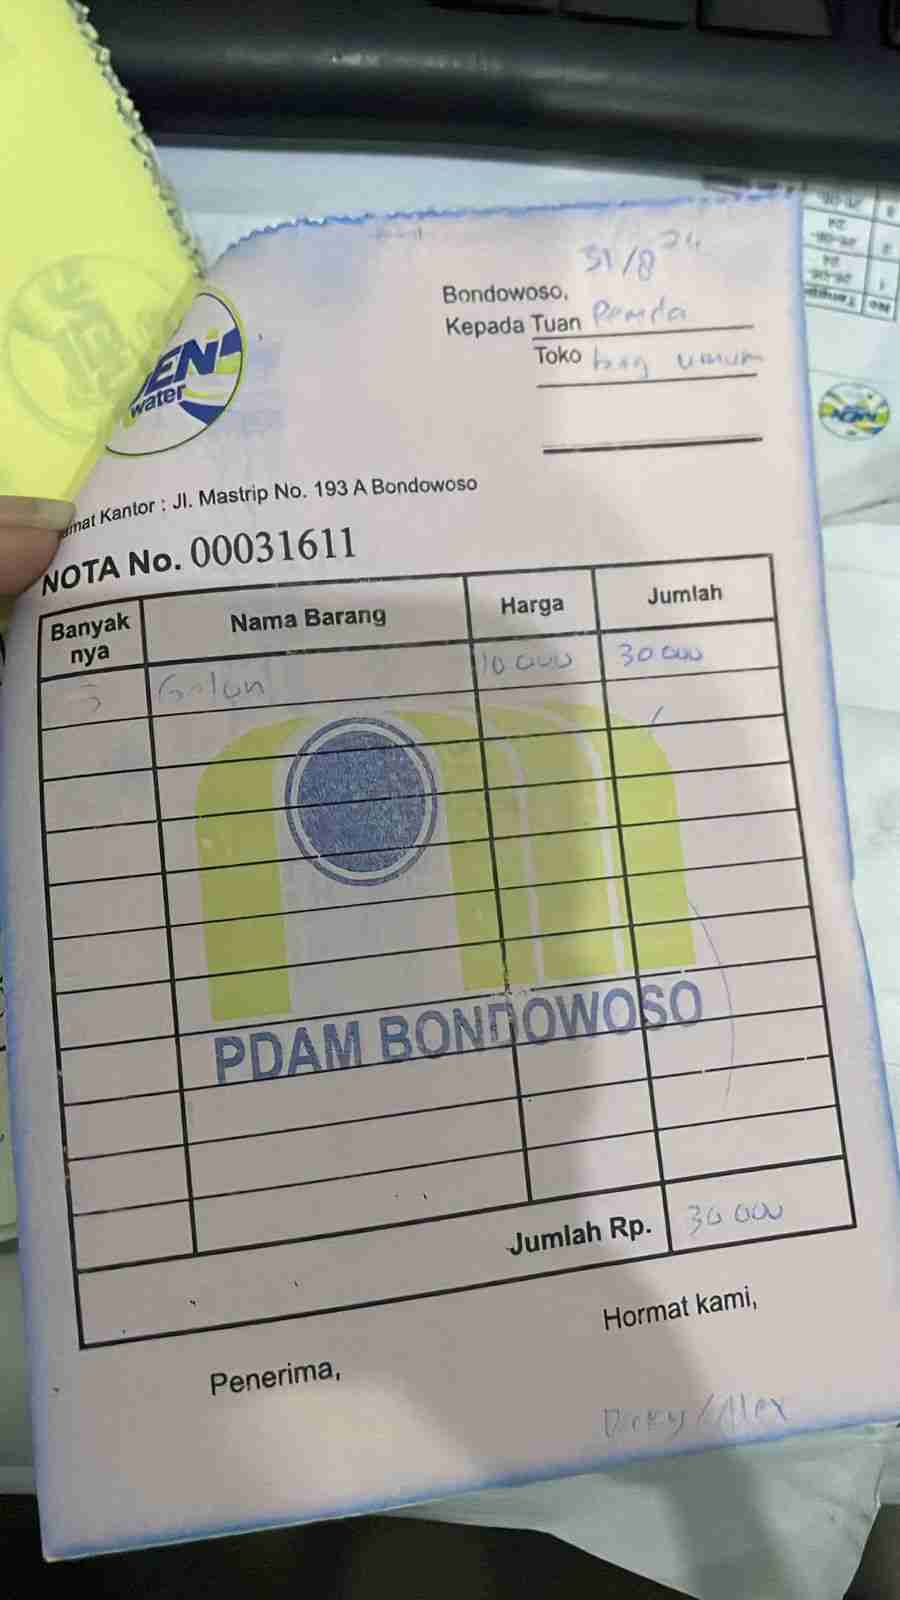 31/8 24
Bondowoso,
Kepada Tuan Pemda
Toko bag umum
EN
water
mat Kantor : Jl. Mastrip No. 193 A Bondowoso
NOTA No. 00031611
Banyak nya Nama Barang Harga Jumlah
3 Galon 10 000 30 000
PDAM BONDOWOSO
Jumlah Rp. 30 000
Hormat kami,
Penerima,
Dicky/Alex